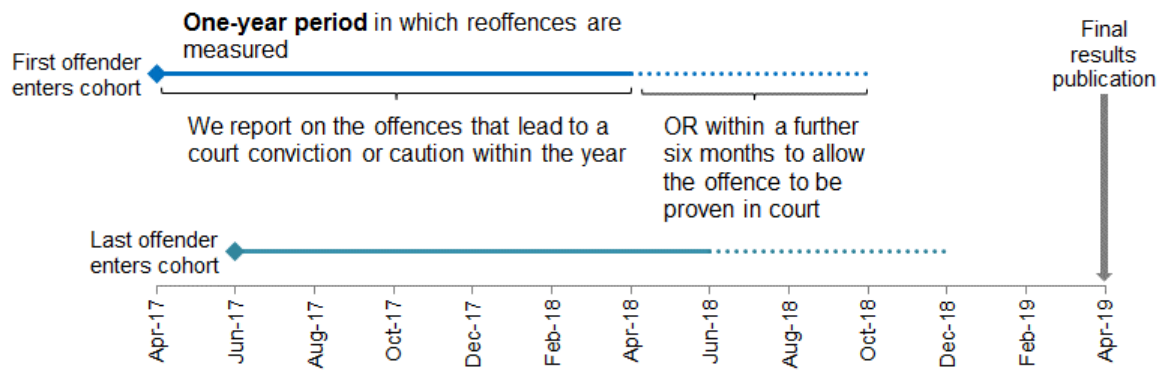 One-year period in which reoffences are
measured
First offender
enters cohort
Final
results
publication
We report on the offences that lead to a
court conviction or caution within the year
OR within a further
six months to allow
the offence to be
proven in court
Last offender
enters cohort
Apr-17
Jun-17
Aug-17
Oct-17
Dec-17
Feb-18
Apr-18
Jun-18
Aug-18
Oct-18
Dec-18
Feb-19
Apr-19